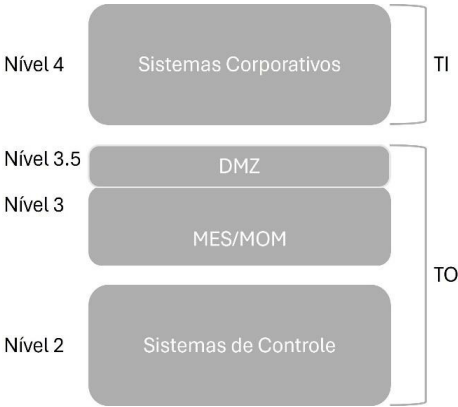 Nível 4
Sistemas Corporativos
TI
Nível 3.5
DMZ
Nível 3
MES/MOM
TO
Nível 2
Sistemas de Controle